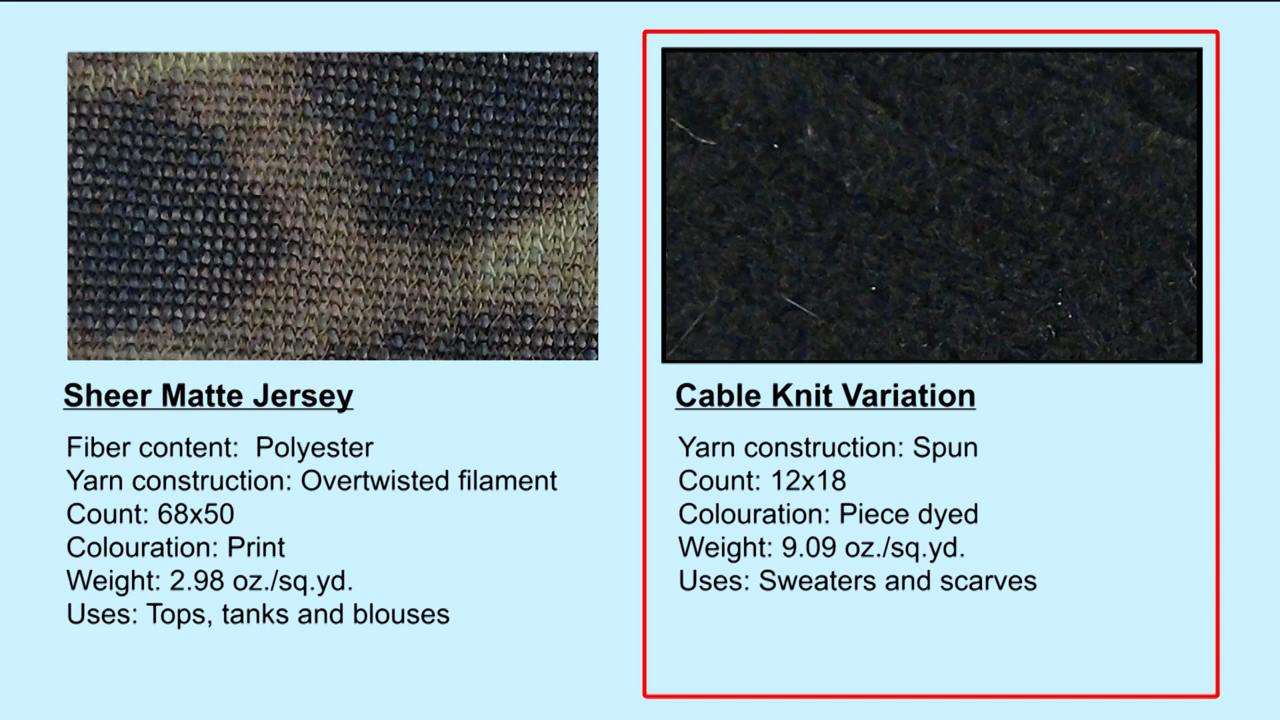 Sheer Matte Jersey
Fiber content:  Polyester
Yarn construction: Overtwisted filament
Count: 68x50
Colouration: Print
Weight: 2.98 oz./sq.yd.
Uses: Tops, tanks and blouses
Cable Knit Variation
Yarn construction: Spun
Count: 12x18
Colouration: Piece dyed
Weight: 9.09 oz./sq.yd.
Uses: Sweaters and scarves